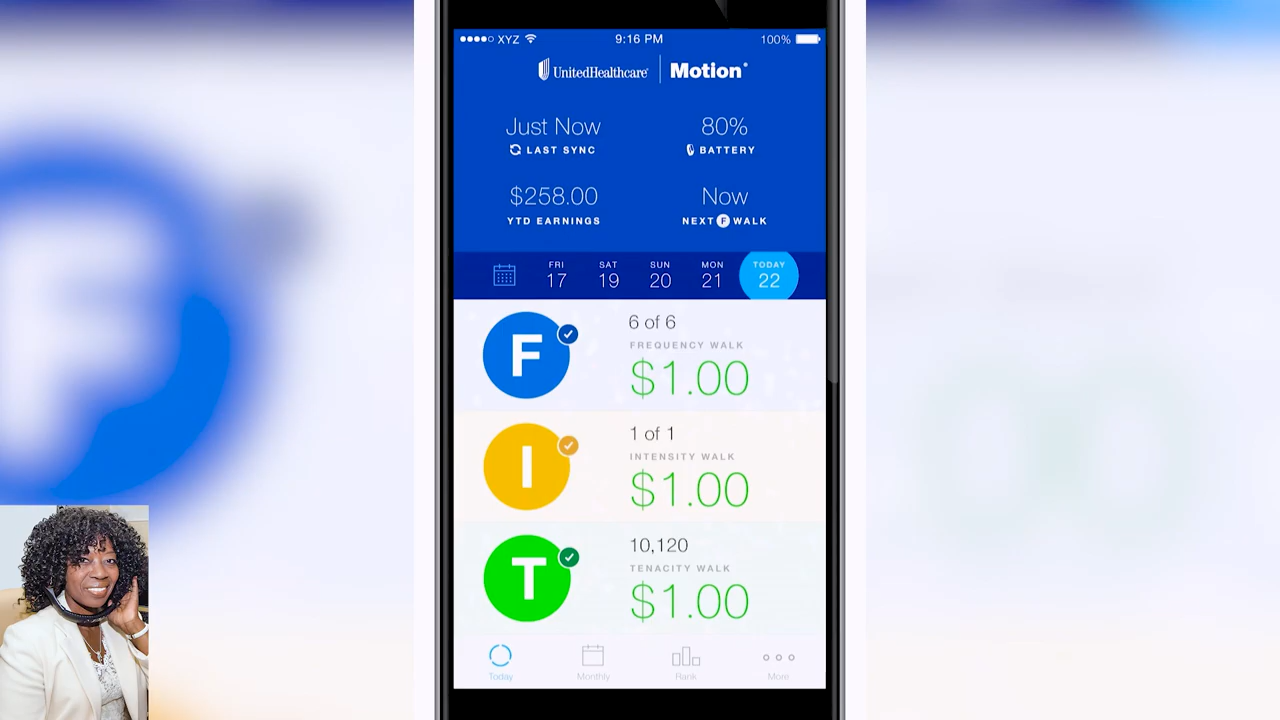 XYZ 9:16 PM 100%
UnitedHealthcare® Motion®
Just Now 80%
LAST SYNC BATTERY
$258.00 Now
YTD EARNINGS NEXT F WALK
FRI SAT SUN MON TODAY
17 19 20 21 22
6 of 6
F FREQUENCY WALK
$1.00
1 of 1
I INTENSITY WALK
$1.00
10,120
T TENACITY WALK
$1.00
Today Monthly Rank More